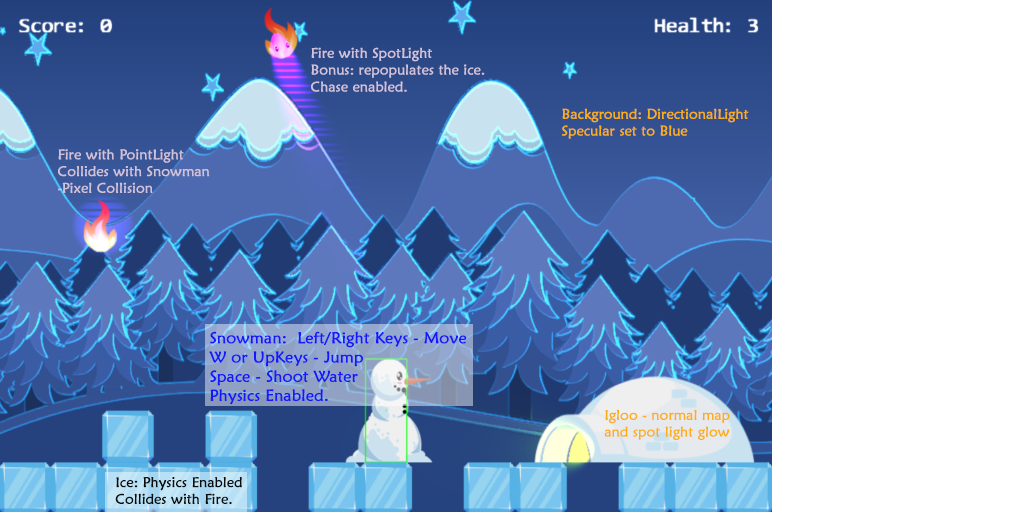 Score: 0
Health: 3
Fire with SpotLight
Bonus: repopulates the ice.
Chase enabled.
Background: DirectionalLight
Specular set to Blue
Fire with PointLight
Collides with Snowman
-Pixel Collision
Snowman:  Left/Right Keys - Move
W or UpKeys - Jump
Space - Shoot Water
Physics Enabled.
Igloo - normal map
and spot light glow
Ice: Physics Enabled
Collides with Fire.